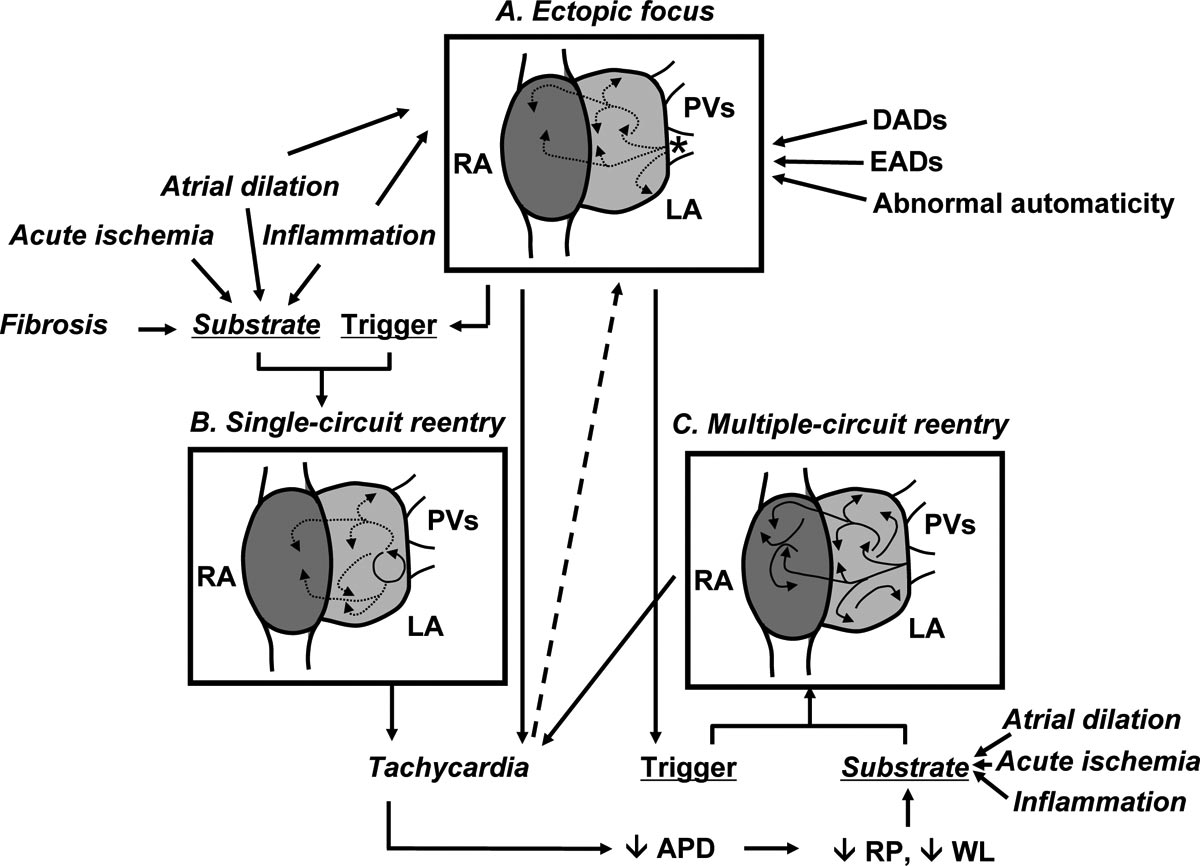 A. Ectopic focus
PVs
*
RA
LA
DADs
EADs
Abnormal automaticity
Atrial dilation
Acute ischemia
Inflammation
Fibrosis
Substrate
Trigger
B. Single-circuit reentry
PVs
RA
LA
C. Multiple-circuit reentry
PVs
RA
LA
Tachycardia
Trigger
Substrate
Atrial dilation
Acute ischemia
Inflammation
↓ APD
↓ RP, ↓ WL